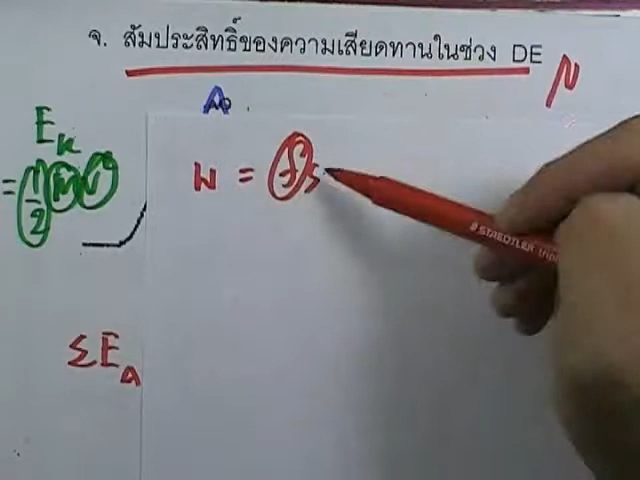 จ. สัมประสิทธิ์ของความเสียดทานในช่วง DE
μ
A
E_k
= 1/2 m v
W = fs
STAEDTLER
ΣE_a